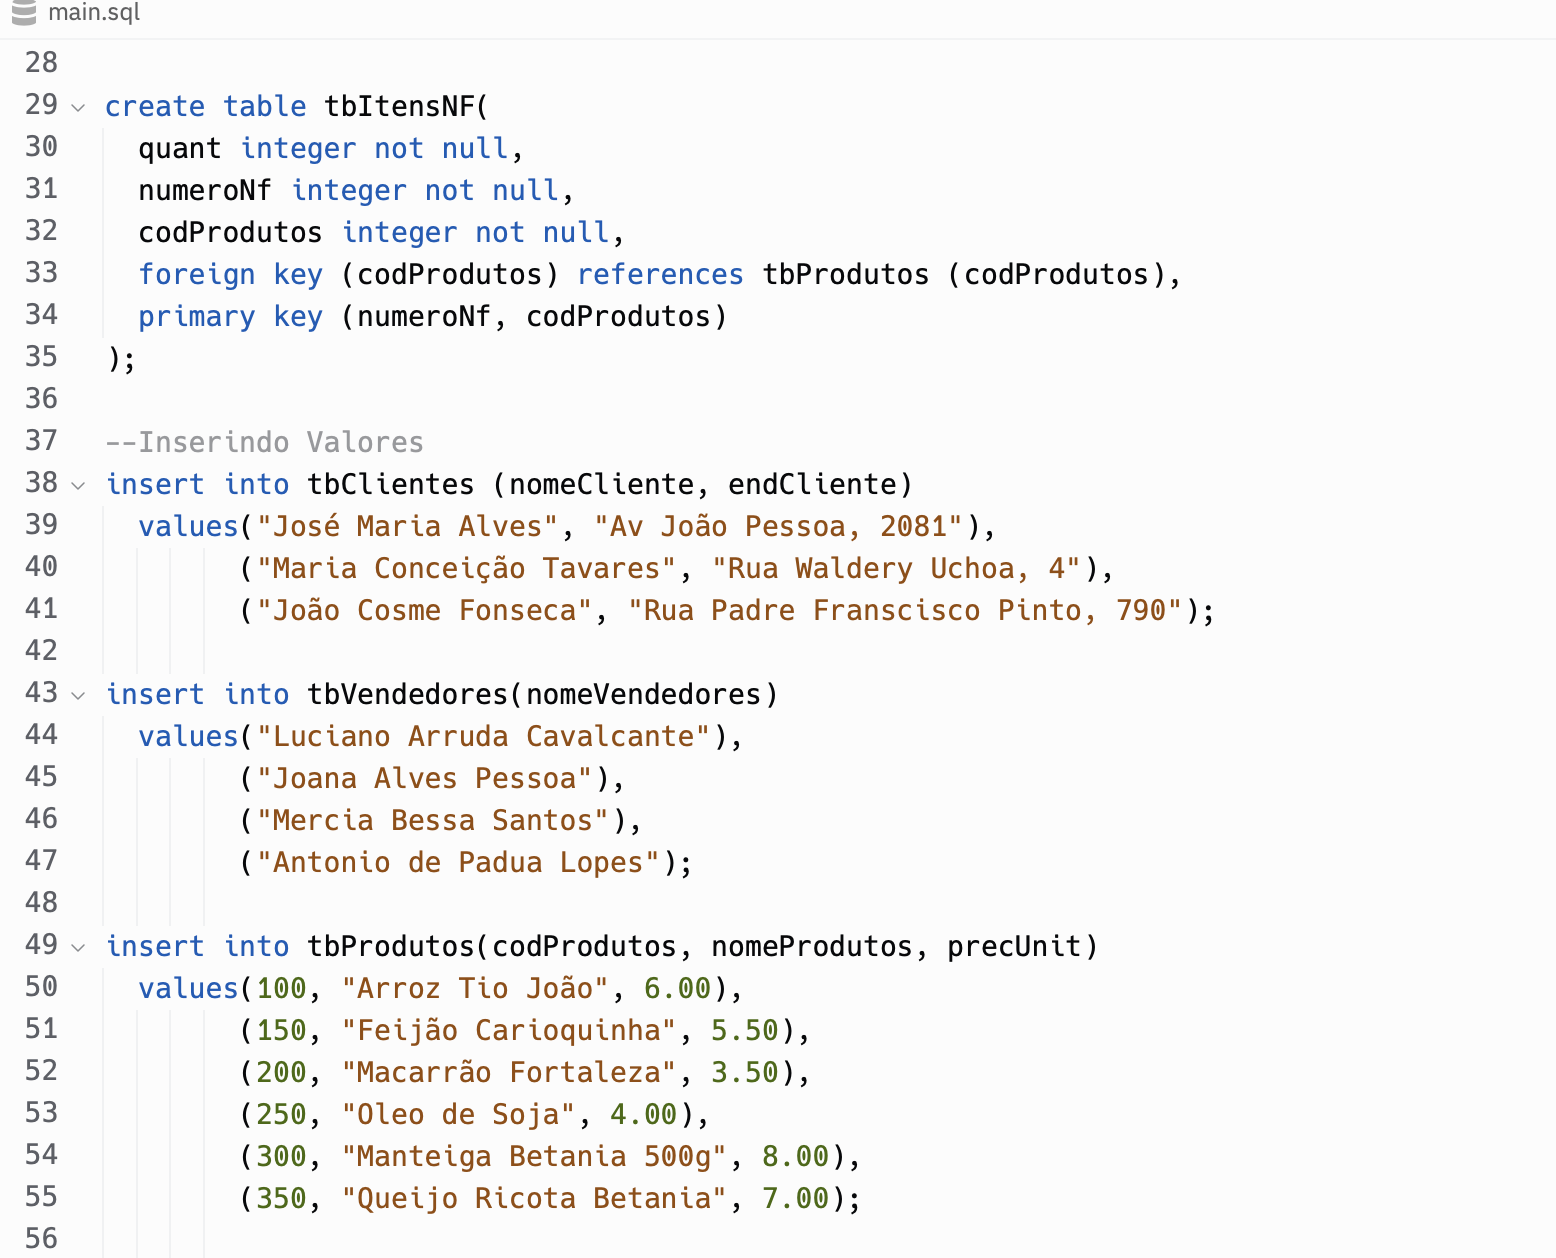 main.sql
28
29 create table tbItensNF(
30 quant integer not null,
31 numeroNf integer not null,
32 codProdutos integer not null,
33 foreign key (codProdutos) references tbProdutos (codProdutos),
34 primary key (numeroNf, codProdutos)
35 );
36
37 --Inserindo Valores
38 insert into tbClientes (nomeCliente, endCliente)
39 values("José Maria Alves", "Av João Pessoa, 2081"),
40 ("Maria Conceição Tavares", "Rua Waldery Uchoa, 4"),
41 ("João Cosme Fonseca", "Rua Padre Franscisco Pinto, 790");
42
43 insert into tbVendedores(nomeVendedores)
44 values("Luciano Arruda Cavalcante"),
45 ("Joana Alves Pessoa"),
46 ("Mercia Bessa Santos"),
47 ("Antonio de Padua Lopes");
48
49 insert into tbProdutos(codProdutos, nomeProdutos, precUnit)
50 values(100, "Arroz Tio João", 6.00),
51 (150, "Feijão Carioquinha", 5.50),
52 (200, "Macarrão Fortaleza", 3.50),
53 (250, "Oleo de Soja", 4.00),
54 (300, "Manteiga Betania 500g", 8.00),
55 (350, "Queijo Ricota Betania", 7.00);
56